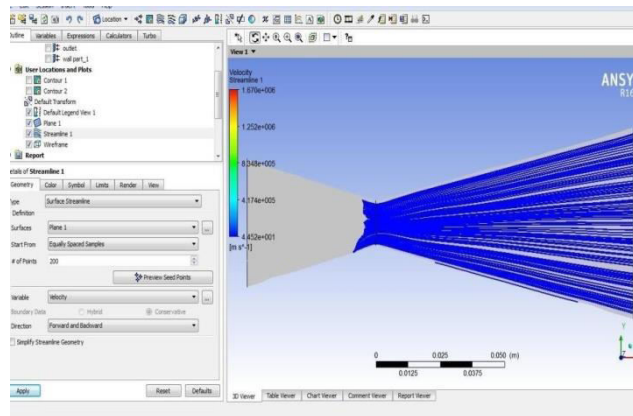 Location
Outline Variables Expressions Calculators Turbo
outlet
wall part_1
User Locations and Plots
Contour 1
Contour 2
Default Transform
Default Legend View 1
Plane 1
Streamline 1
Wireframe
Report
Details of Streamline 1
Geometry Color Symbol Limits Render View
Type Surface Streamline
Definition
Surfaces Plane 1 ...
Start From Equally Spaced Samples
# of Points 200
Preview Seed Points
Variable Velocity ...
Boundary Data Hybrid Conservative
Direction Forward and Backward
Simplify Streamline Geometry
Apply Reset Defaults
View 1
Velocity
Streamline 1
1.670e+006
1.252e+006
8.348e+005
4.174e+005
4.452e+001
[m s^-1]
ANSY
R16
0 0.025 0.050 (m)
0.0125 0.0375
Y
Z
3D Viewer Table Viewer Chart Viewer Comment Viewer Report Viewer